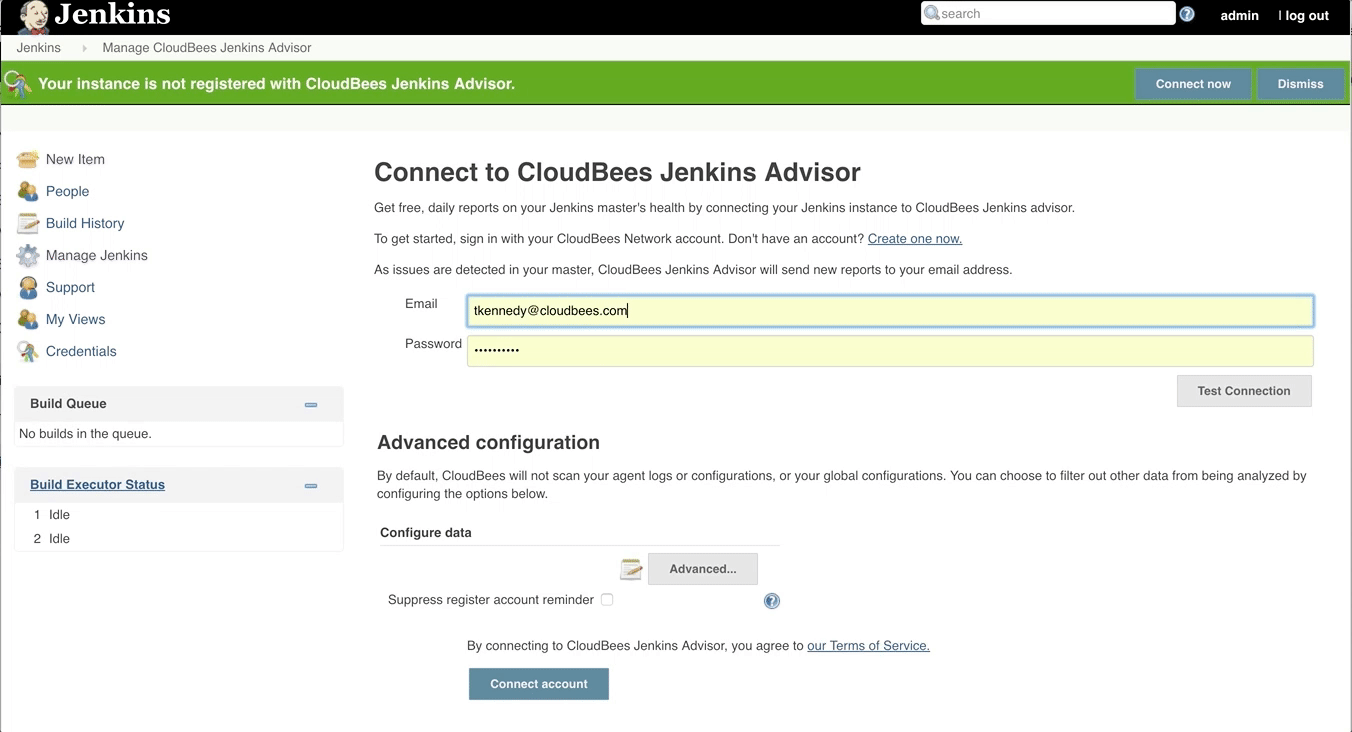 Jenkins
search
admin
| log out
Jenkins
Manage CloudBees Jenkins Advisor
Your instance is not registered with CloudBees Jenkins Advisor.
Connect now
Dismiss
New Item
People
Build History
Manage Jenkins
Support
My Views
Credentials
Build Queue
No builds in the queue.
Build Executor Status
1 Idle
2 Idle
Connect to CloudBees Jenkins Advisor
Get free, daily reports on your Jenkins master's health by connecting your Jenkins instance to CloudBees Jenkins advisor.
To get started, sign in with your CloudBees Network account. Don't have an account? Create one now.
As issues are detected in your master, CloudBees Jenkins Advisor will send new reports to your email address.
Email
tkennedy@cloudbees.com
Password
••••••••••
Test Connection
Advanced configuration
By default, CloudBees will not scan your agent logs or configurations, or your global configurations. You can choose to filter out other data from being analyzed by
configuring the options below.
Configure data
Advanced...
Suppress register account reminder
By connecting to CloudBees Jenkins Advisor, you agree to our Terms of Service.
Connect account